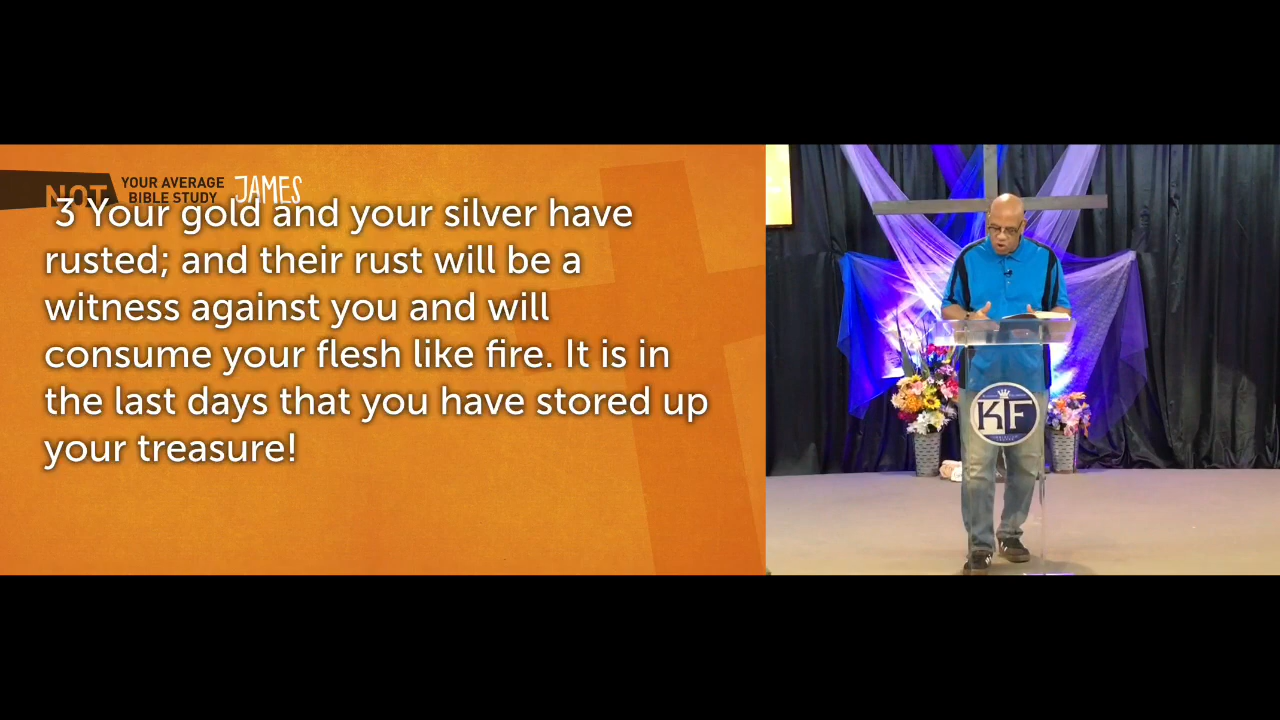 NOT YOUR AVERAGE BIBLE STUDY JAMES
3 Your gold and your silver have
rusted; and their rust will be a
witness against you and will
consume your flesh like fire. It is in
the last days that you have stored up
your treasure!
KTF